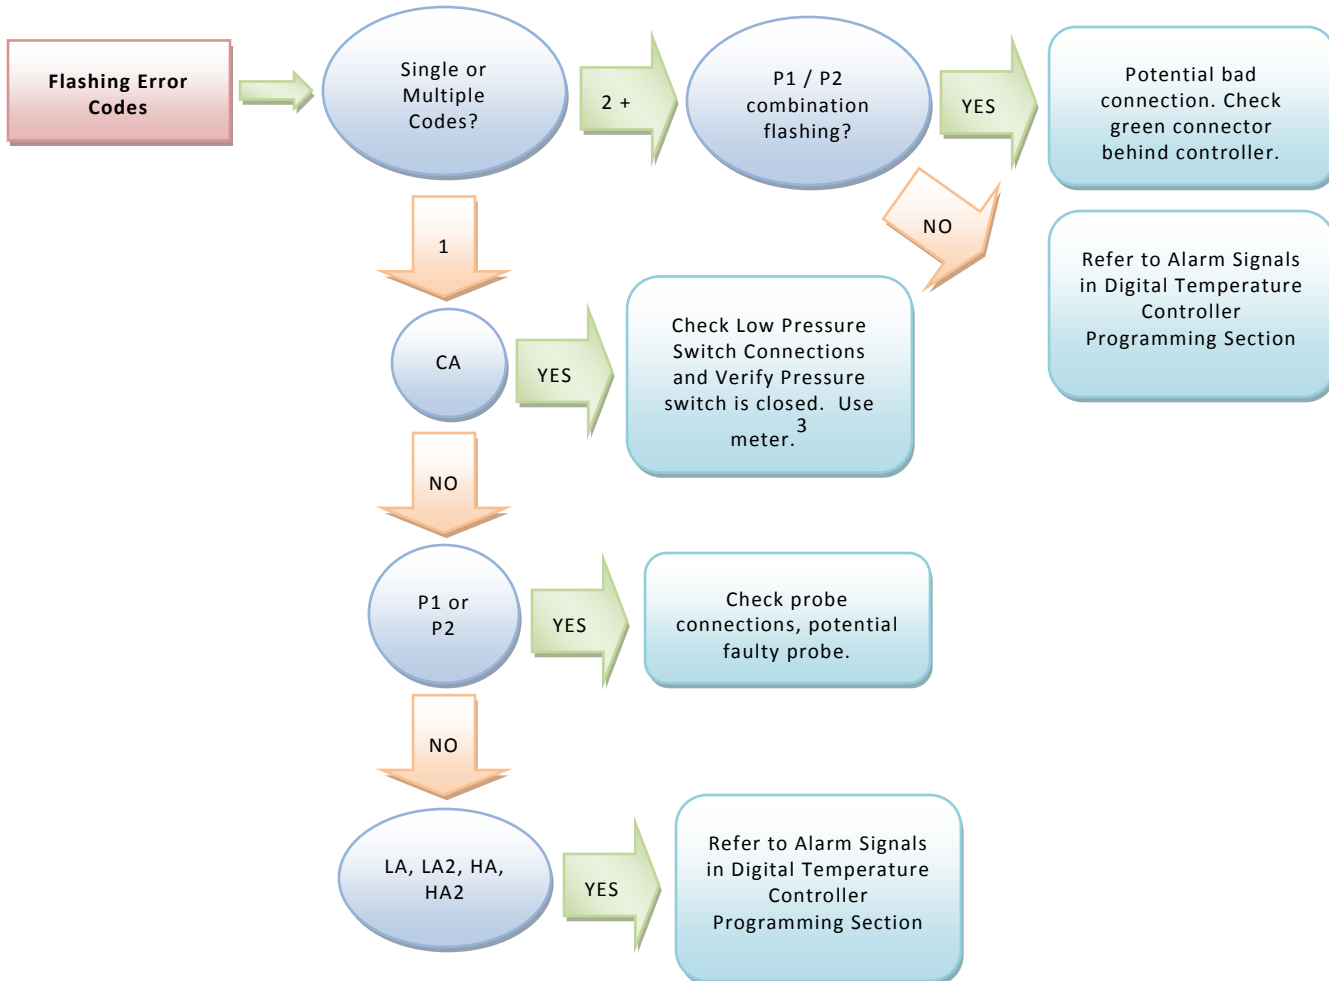 Flashing Error
Codes
Single or
Multiple
Codes?
2 +
P1 / P2
combination
flashing?
YES
Potential bad
connection. Check
green connector
behind controller.
NO
Refer to Alarm Signals
in Digital Temperature
Controller
Programming Section
1
CA
YES
Check Low Pressure
Switch Connections
and Verify Pressure
switch is closed.  Use
meter.3
NO
P1 or
P2
YES
Check probe
connections, potential
faulty probe.
NO
LA, LA2, HA,
HA2
YES
Refer to Alarm Signals
in Digital Temperature
Controller
Programming Section